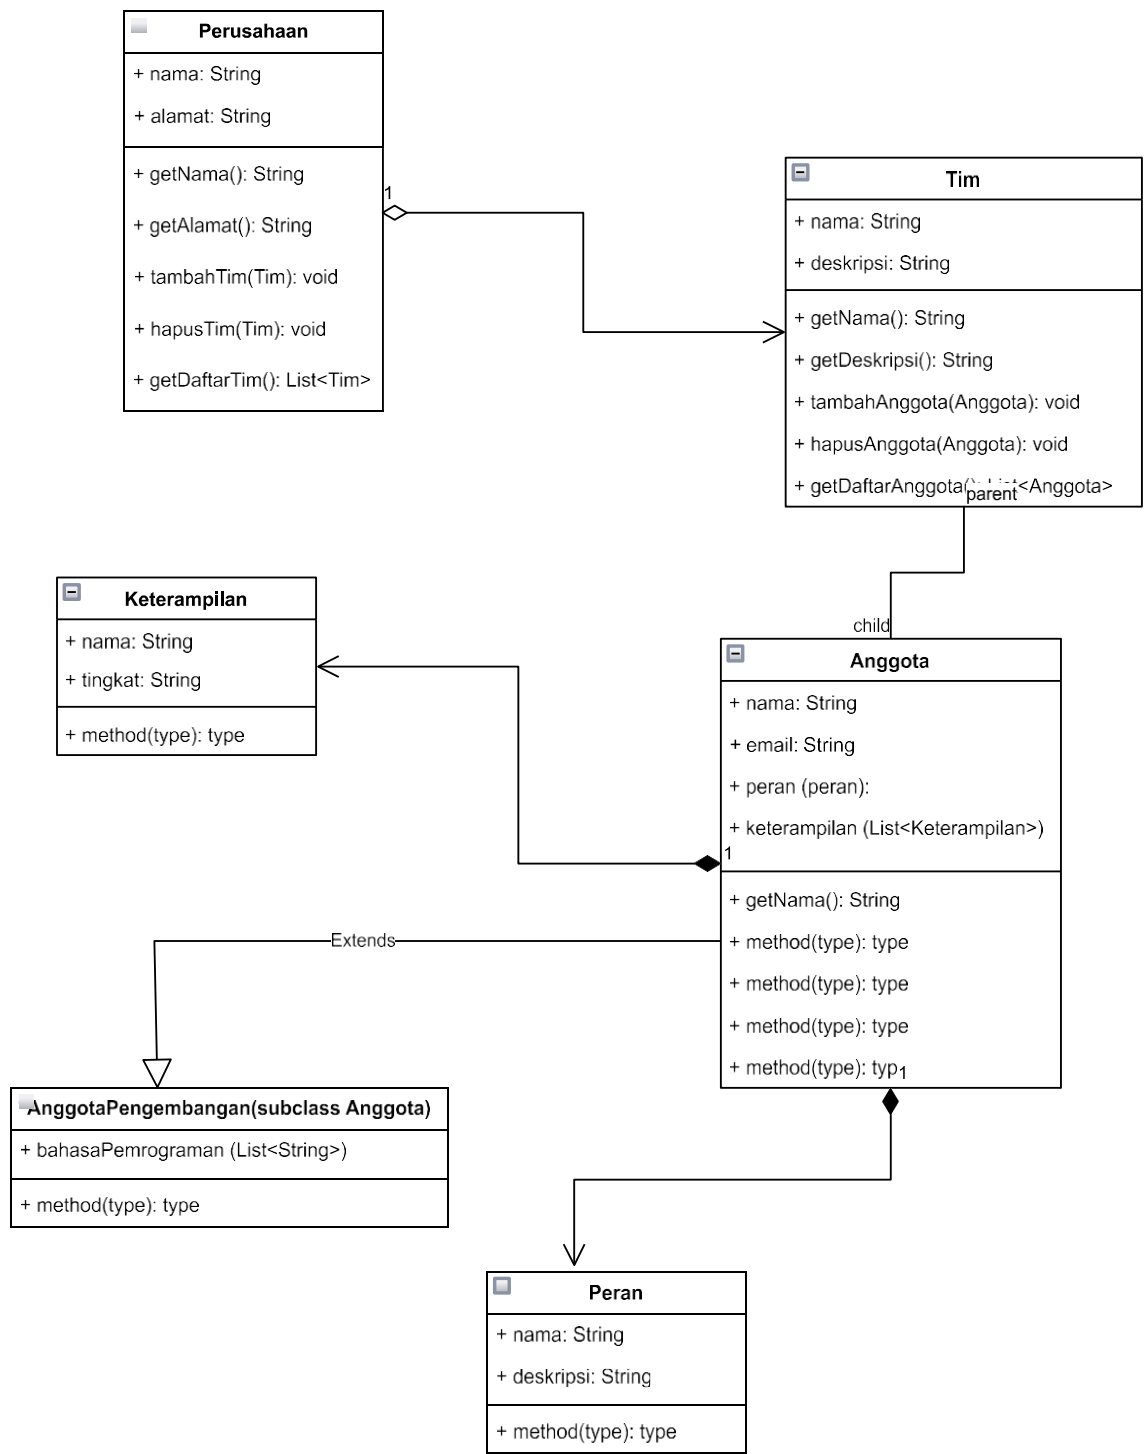 Perusahaan
+ nama: String
+ alamat: String
+ getNama(): String
+ getAlamat(): String
+ tambahTim(Tim): void
+ hapusTim(Tim): void
+ getDaftarTim(): List<Tim>
1
Tim
+ nama: String
+ deskripsi: String
+ getNama(): String
+ getDeskripsi(): String
+ tambahAnggota(Anggota): void
+ hapusAnggota(Anggota): void
+ getDaftarAnggota(): List<Anggota>
parent
child
Keterampilan
+ nama: String
+ tingkat: String
+ method(type): type
Anggota
+ nama: String
+ email: String
+ peran (peran):
+ keterampilan (List<Keterampilan>)
1
+ getNama(): String
+ method(type): type
+ method(type): type
+ method(type): type
+ method(type): typ
1
Extends
AnggotaPengembangan(subclass Anggota)
+ bahasaPemrograman (List<String>)
+ method(type): type
Peran
+ nama: String
+ deskripsi: String
+ method(type): type